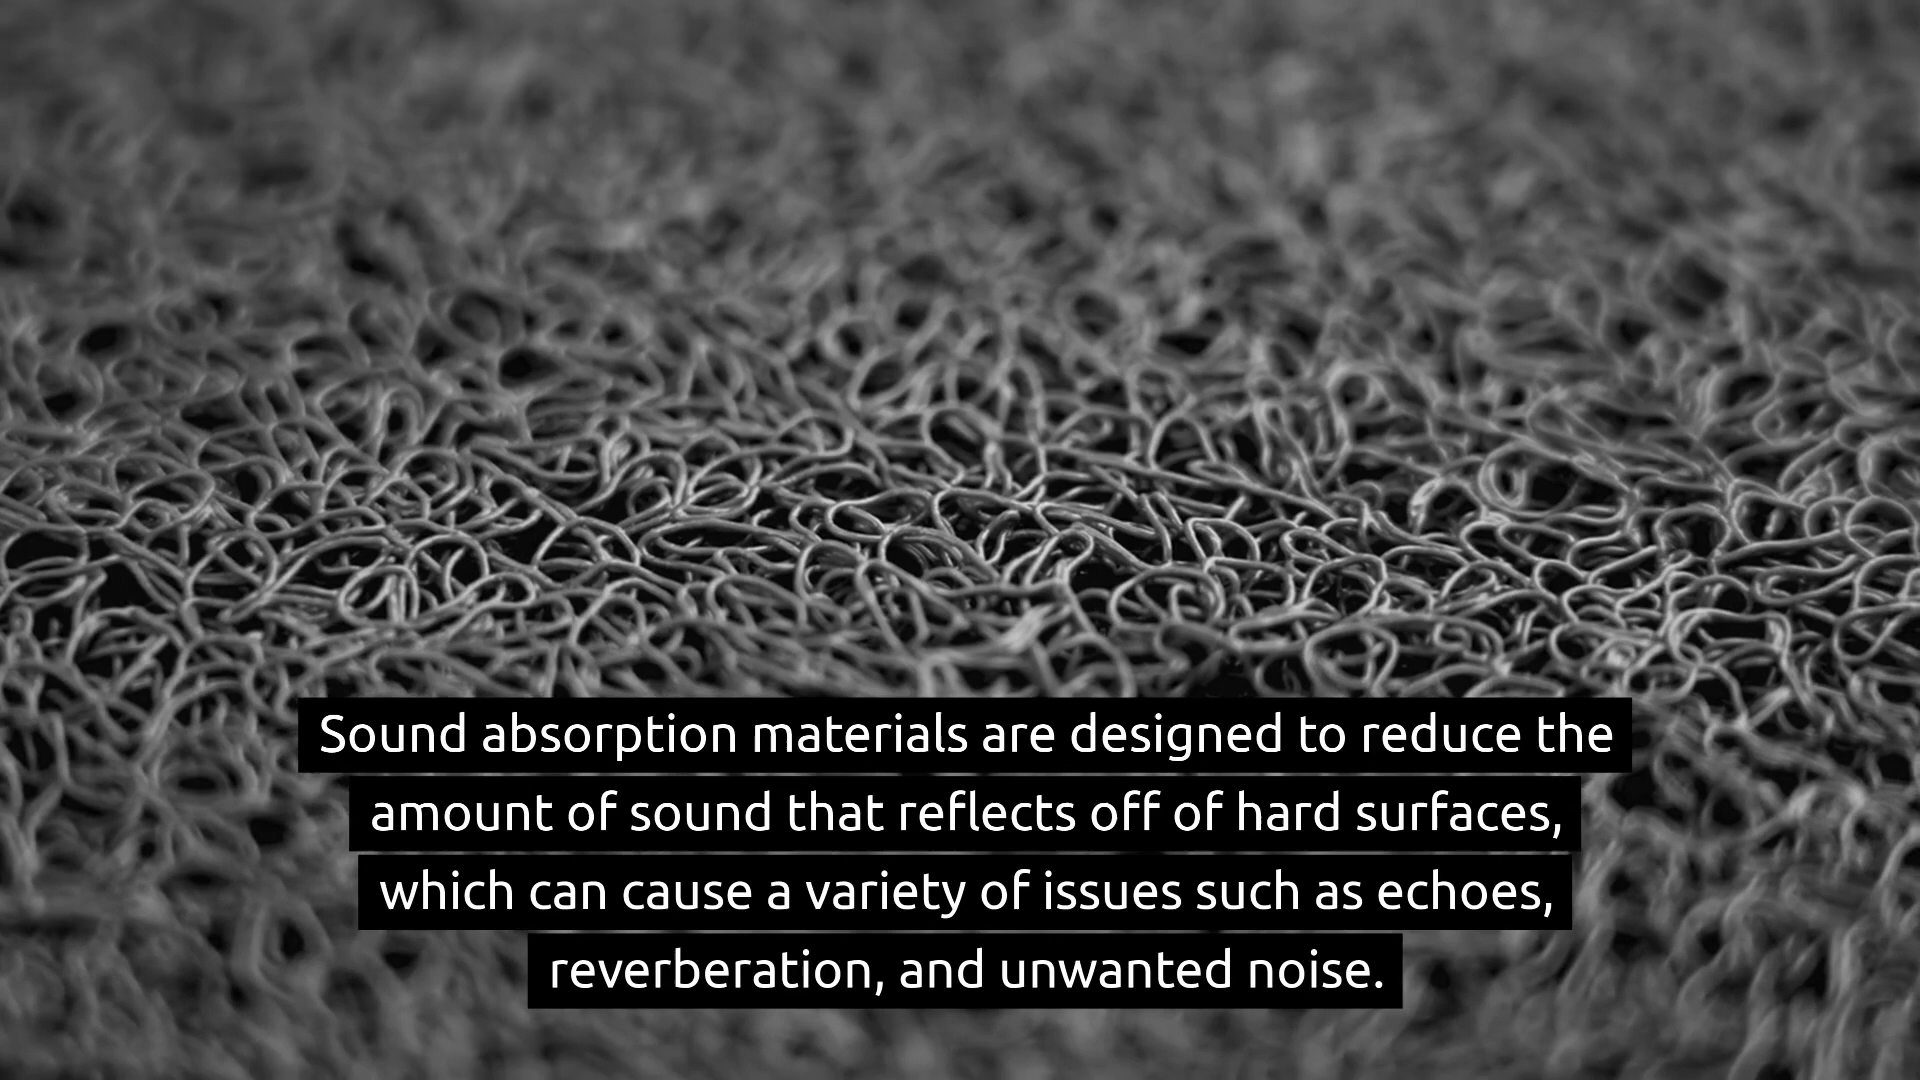 Sound absorption materials are designed to reduce the
amount of sound that reflects off of hard surfaces,
which can cause a variety of issues such as echoes,
reverberation, and unwanted noise.